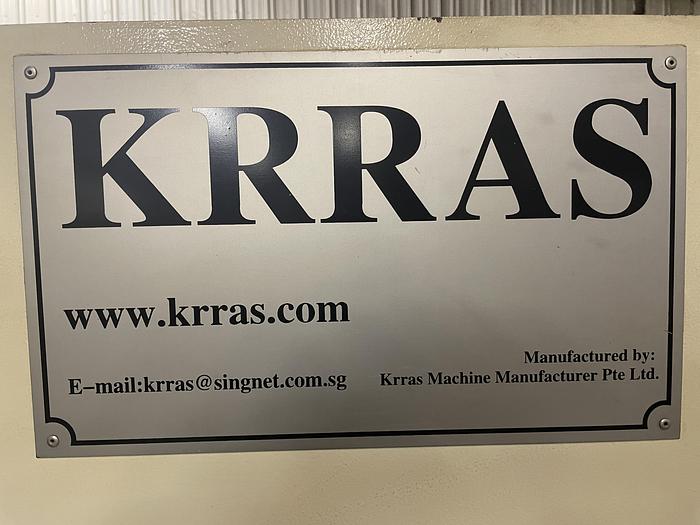 KRRAS
www.krras.com
Manufactured by:
E-mail:krras@singnet.com.sg
Krras Machine Manufacturer Pte Ltd.